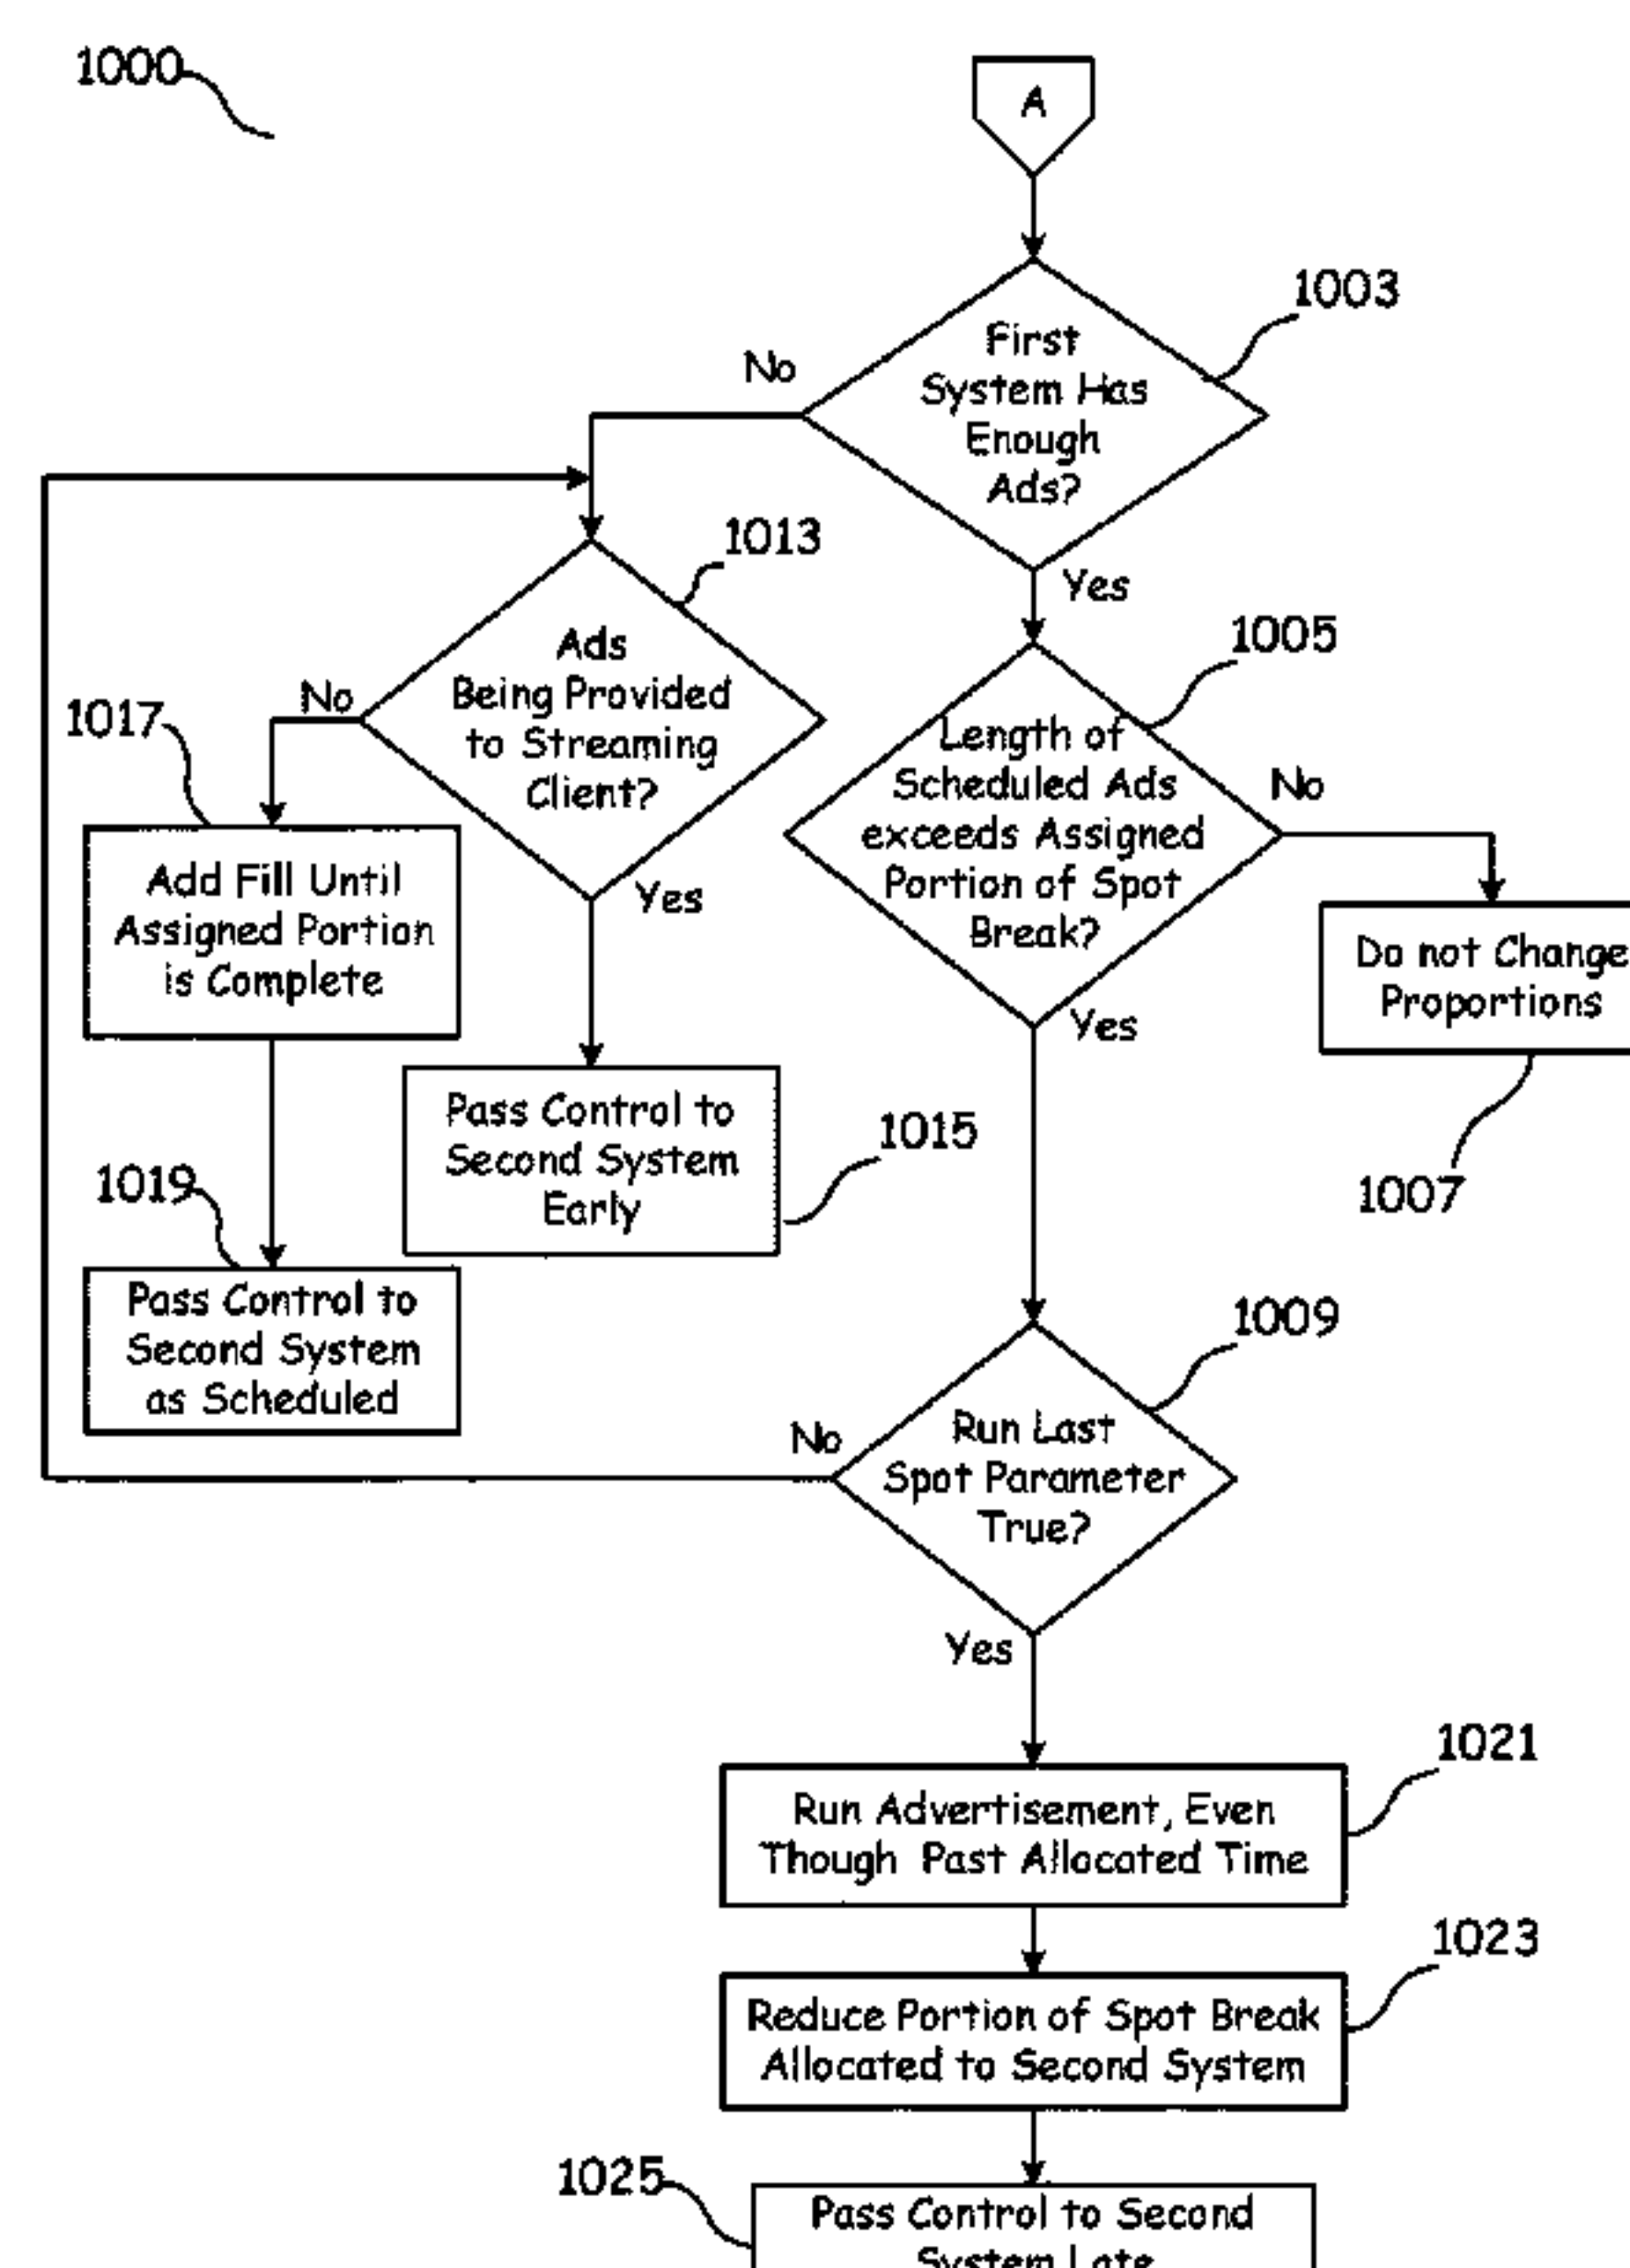 1000
A
1003
First
System Has
Enough
Ads?
No
Yes
1013
Ads
Being Provided
to Streaming
Client?
No
Yes
1005
Length of
Scheduled Ads
exceeds Assigned
Portion of Spot
Break?
No
Yes
1017
Add Fill Until
Assigned Portion
is Complete
Do not Change
Proportions
1007
Pass Control to
Second System
Early
1015
1019
Pass Control to
Second System
as Scheduled
1009
Run Last
Spot Parameter
True?
No
Yes
1021
Run Advertisement, Even
Though Past Allocated Time
1023
Reduce Portion of Spot Break
Allocated to Second System
1025
Pass Control to Second
System Late